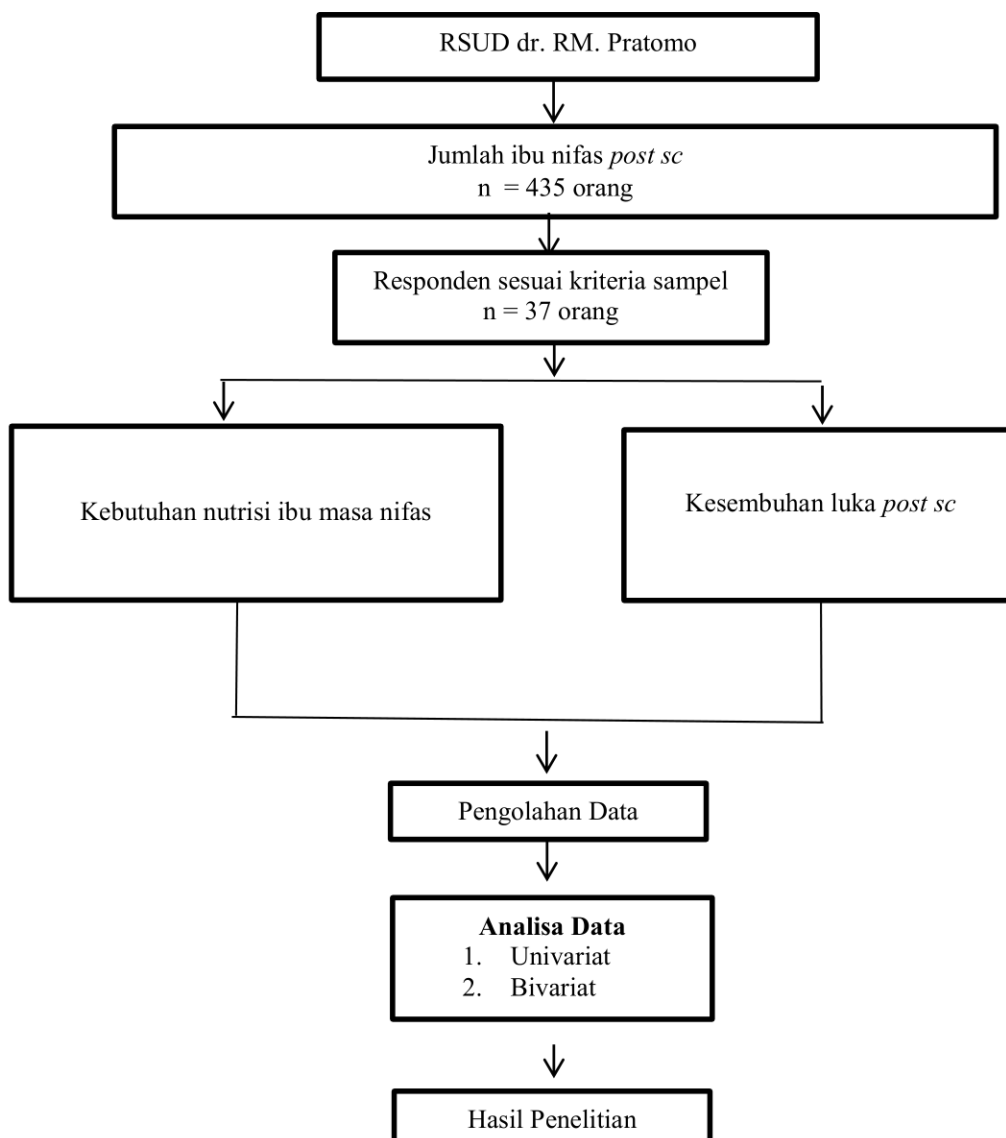 RSUD dr. RM. Pratomo
Jumlah ibu nifas post sc
n = 435 orang
Responden sesuai kriteria sampel
n = 37 orang
Kebutuhan nutrisi ibu masa nifas
Kesembuhan luka post sc
Pengolahan Data
Analisa Data
1. Univariat
2. Bivariat
Hasil Penelitian